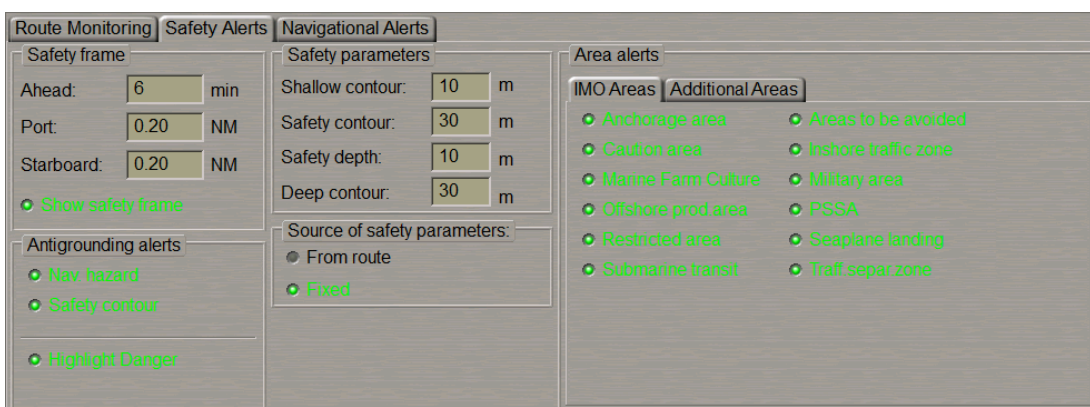 Route Monitoring Safety Alerts Navigational Alerts
Safety frame
Ahead: 6 min
Port: 0.20 NM
Starboard: 0.20 NM
Show safety frame
Antigrounding alerts
Nav. hazard
Safety contour
Highlight Danger
Safety parameters
Shallow contour: 10 m
Safety contour: 30 m
Safety depth: 10 m
Deep contour: 30 m
Source of safety parameters:
From route
Fixed
Area alerts
IMO Areas Additional Areas
Anchorage area Areas to be avoided
Caution area Inshore traffic zone
Marine Farm Culture Military area
Offshore prod.area PSSA
Restricted area Seaplane landing
Submarine transit Traff.separ.zone